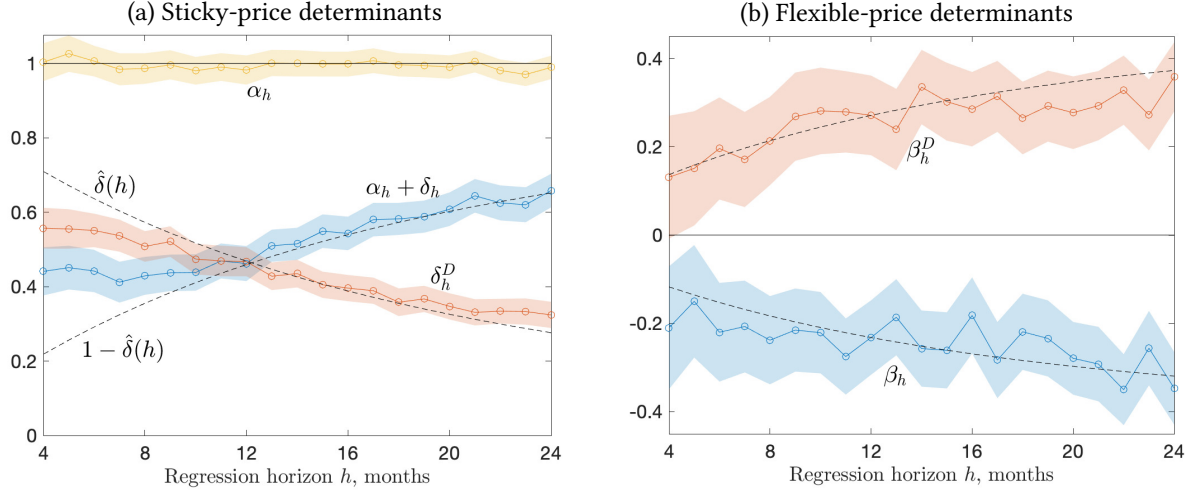 (a) Sticky-price determinants
1
0.8
0.6
0.4
0.2
0
4
8
12
16
20
24
α_h
δ̂(h)
α_h + δ_h
δ_h^D
1 − δ̂(h)
Regression horizon h, months
(b) Flexible-price determinants
0.4
0.2
0
-0.2
-0.4
4
8
12
16
20
24
β_h^D
β_h
Regression horizon h, months